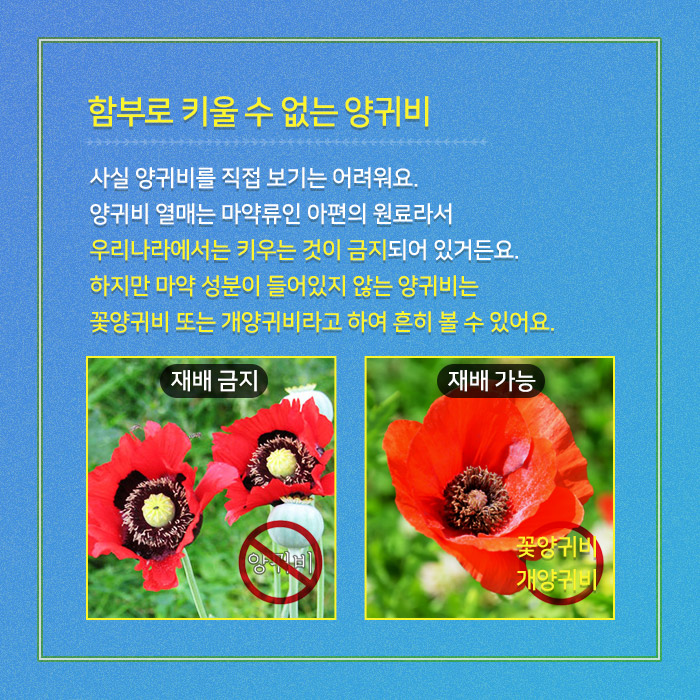 함부로 키울 수 없는 양귀비
사실 양귀비를 직접 보기는 어려워요.
양귀비 열매는 마약류인 아편의 원료라서
우리나라에서는 키우는 것이 금지되어 있거든요.
하지만 마약 성분이 들어있지 않는 양귀비는
꽃양귀비 또는 개양귀비라고 하여 흔히 볼 수 있어요.
재배 금지
양귀비
재배 가능
꽃양귀비
개양귀비